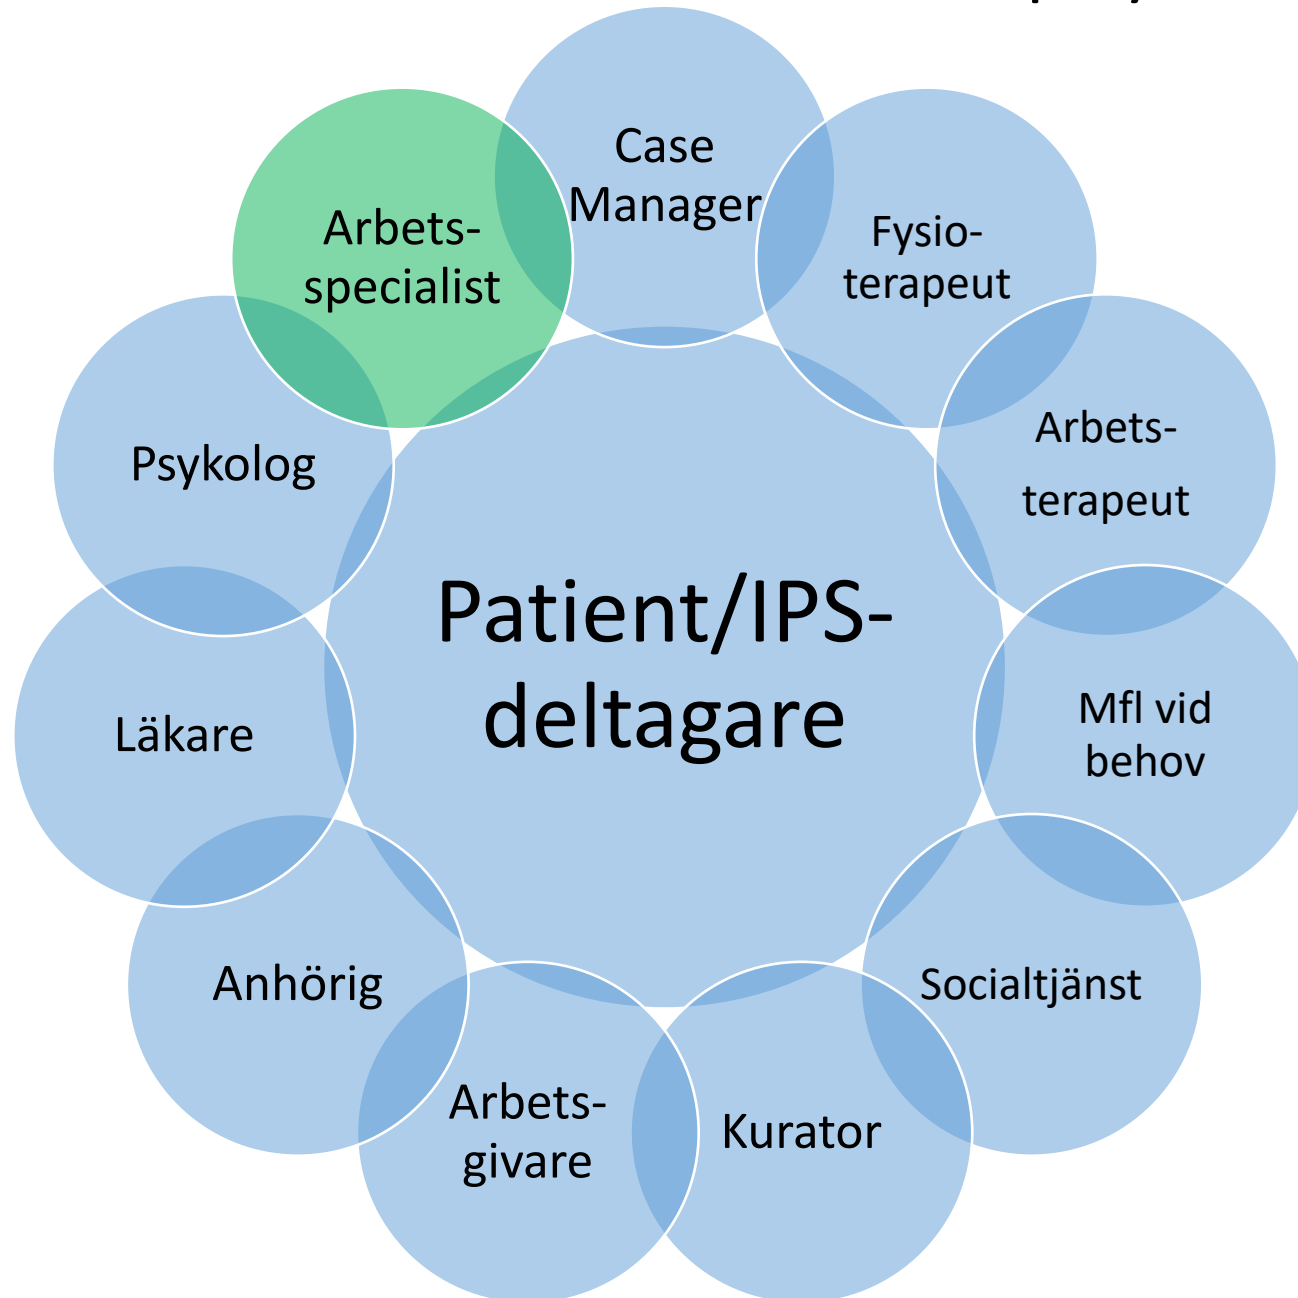 Case
Manager
Fysio-
terapeut
Arbets-
terapeut
Mfl vid
behov
Socialtjänst
Kurator
Arbets-
givare
Anhörig
Läkare
Psykolog
Arbets-
specialist
Patient/IPS-
deltagare